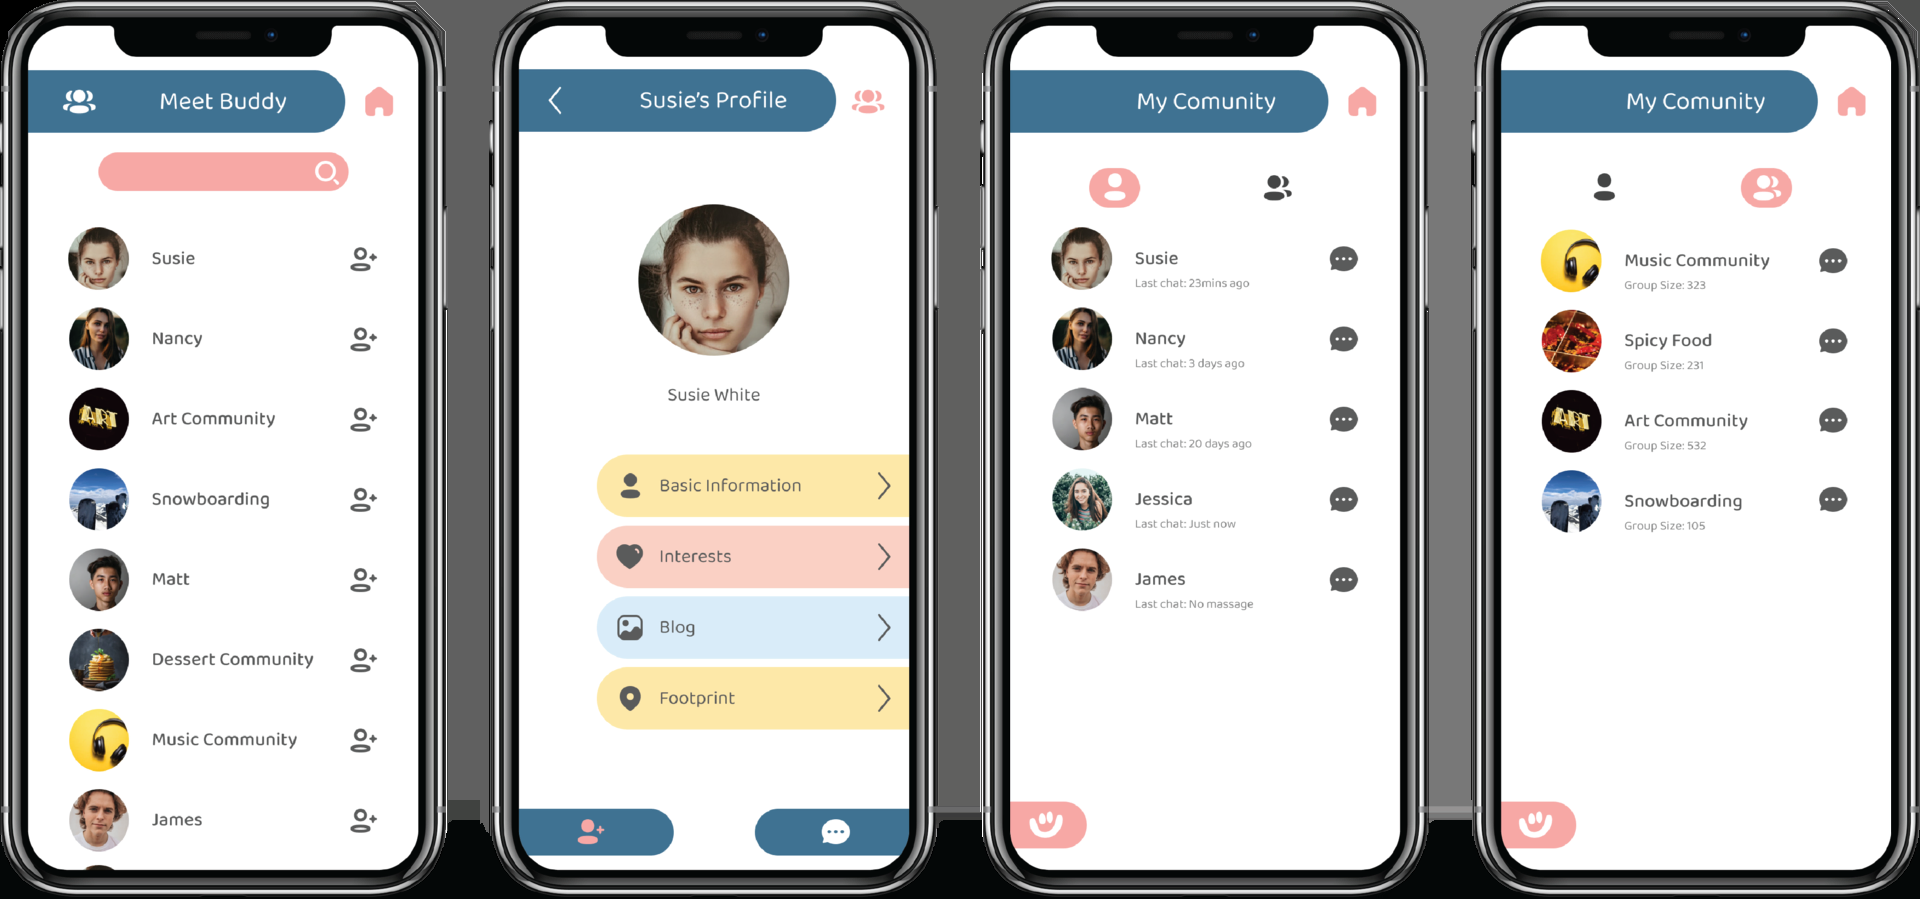 Meet Buddy
Susie
Nancy
ART
Art Community
Snowboarding
Matt
Dessert Community
Music Community
James
Susie's Profile
Susie White
Basic Information
Interests
Blog
Footprint
My Comunity
Susie
Last chat: 23mins ago
Nancy
Last chat: 3 days ago
Matt
Last chat: 20 days ago
Jessica
Last chat: Just now
James
Last chat: No massage
My Comunity
Music Community
Group Size: 323
Spicy Food
Group Size: 231
ART
Art Community
Group Size: 532
Snowboarding
Group Size: 105